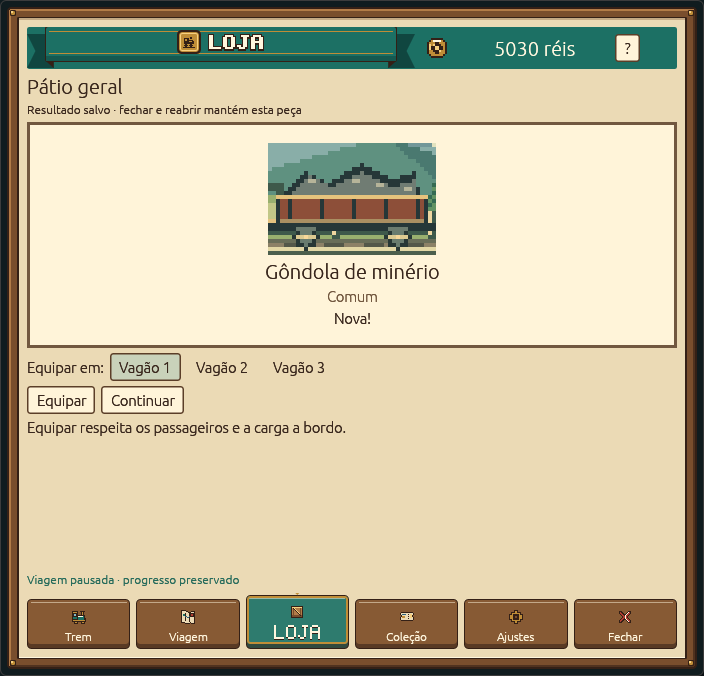 LOJA
5030 réis
?
Pátio geral
Resultado salvo · fechar e reabrir mantém esta peça
Gôndola de minério
Comum
Nova!
Equipar em: Vagão 1 Vagão 2 Vagão 3
Equipar Continuar
Equipar respeita os passageiros e a carga a bordo.
Viagem pausada · progresso preservado
Trem Viagem LOJA Coleção Ajustes Fechar